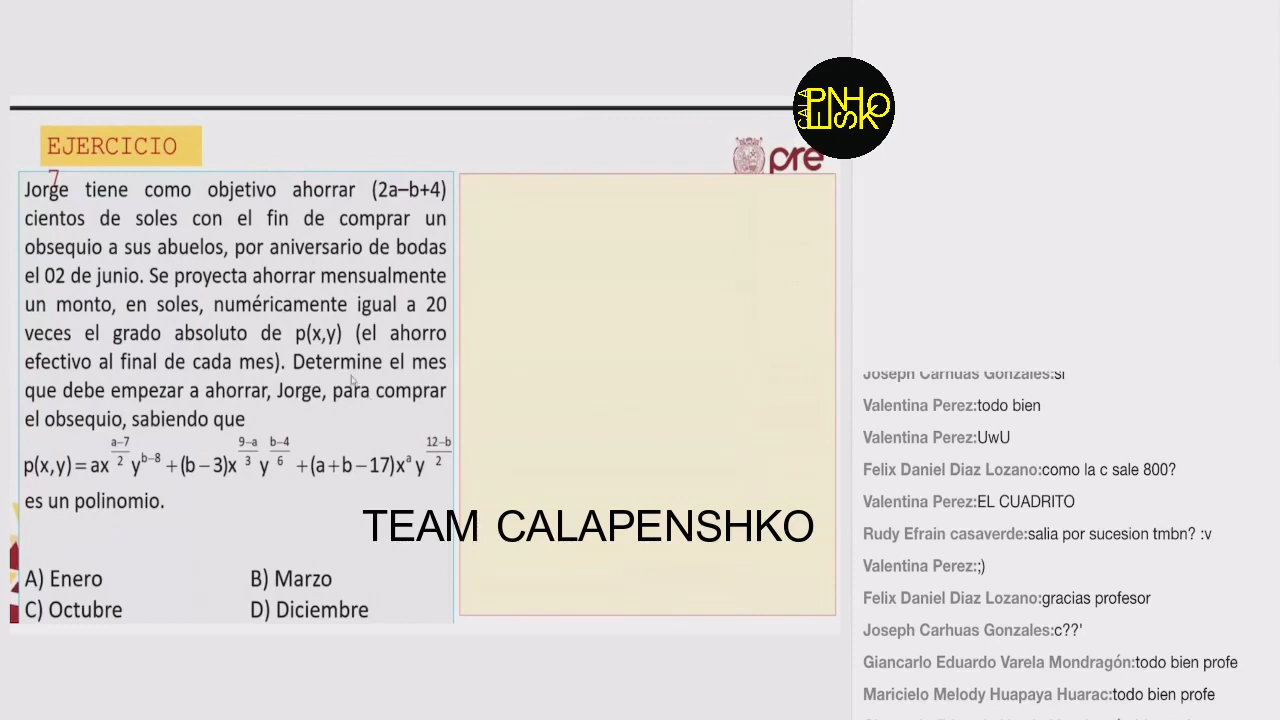 EJERCICIO
7
pre
CALA
PENSHKO
Jorge tiene como objetivo ahorrar (2a–b+4)
cientos de soles con el fin de comprar un
obsequio a sus abuelos, por aniversario de bodas
el 02 de junio. Se proyecta ahorrar mensualmente
un monto, en soles, numéricamente igual a 20
veces el grado absoluto de p(x,y) (el ahorro
efectivo al final de cada mes). Determine el mes
que debe empezar a ahorrar, Jorge, para comprar
el obsequio, sabiendo que
p(x,y) = ax^((a–7)/2) y^(b–8) + (b – 3)x^((9–a)/3) y^((b–4)/6) + (a + b – 17)x^a y^((12–b)/2)
es un polinomio.
TEAM CALAPENSHKO
A) Enero B) Marzo
C) Octubre D) Diciembre
Joseph Carhuas Gonzales:si
Valentina Perez:todo bien
Valentina Perez:UwU
Felix Daniel Diaz Lozano:como la c sale 800?
Valentina Perez:EL CUADRITO
Rudy Efrain casaverde:salia por sucesion tmbn? :v
Valentina Perez:;)
Felix Daniel Diaz Lozano:gracias profesor
Joseph Carhuas Gonzales:c??'
Giancarlo Eduardo Varela Mondragón:todo bien profe
Maricielo Melody Huapaya Huarac:todo bien profe